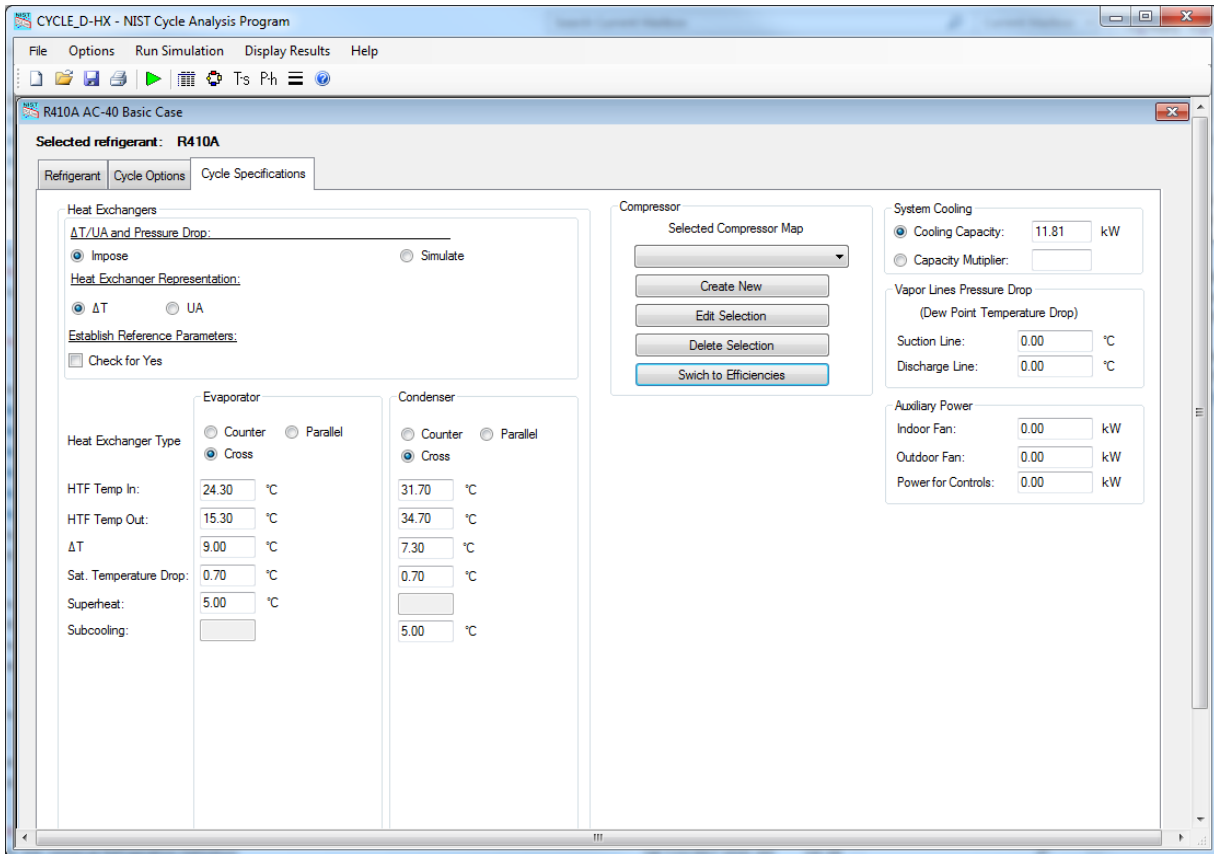 NIST CYCLE_D-HX - NIST Cycle Analysis Program
File Options Run Simulation Display Results Help
T-s P-h
NIST R410A AC-40 Basic Case
Selected refrigerant: R410A
Refrigerant Cycle Options Cycle Specifications
Heat Exchangers
ΔT/UA and Pressure Drop:
Impose Simulate
Heat Exchanger Representation:
ΔT UA
Establish Reference Parameters:
Check for Yes
Evaporator Condenser
Heat Exchanger Type
Counter Parallel Counter Parallel
Cross Cross
HTF Temp In: 24.30 °C 31.70 °C
HTF Temp Out: 15.30 °C 34.70 °C
ΔT 9.00 °C 7.30 °C
Sat. Temperature Drop: 0.70 °C 0.70 °C
Superheat: 5.00 °C
Subcooling: 5.00 °C
Compressor
Selected Compressor Map
Create New
Edit Selection
Delete Selection
Swich to Efficiencies
System Cooling
Cooling Capacity: 11.81 kW
Capacity Mutiplier:
Vapor Lines Pressure Drop
(Dew Point Temperature Drop)
Suction Line: 0.00 °C
Discharge Line: 0.00 °C
Auxiliary Power
Indoor Fan: 0.00 kW
Outdoor Fan: 0.00 kW
Power for Controls: 0.00 kW